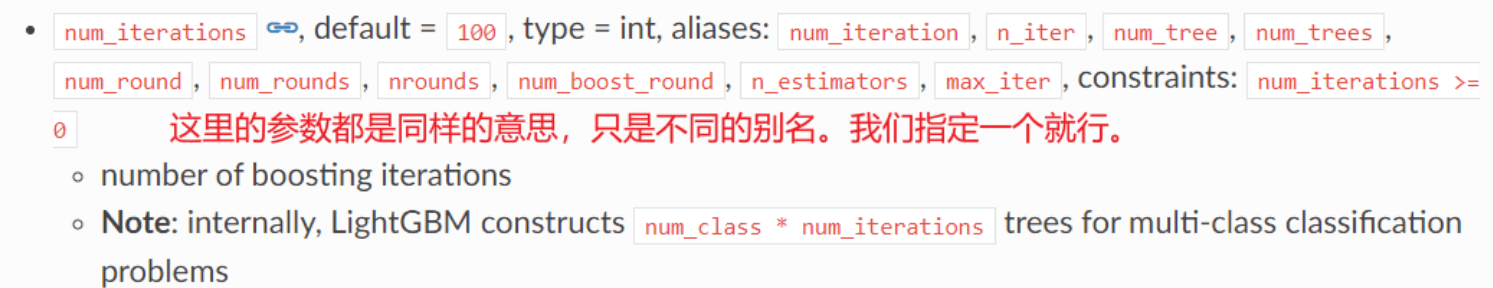 • num_iterations , default = 100 , type = int, aliases: num_iteration , n_iter , num_tree , num_trees ,
num_round , num_rounds , nrounds , num_boost_round , n_estimators , max_iter , constraints: num_iterations >=
0 这里的参数都是同样的意思，只是不同的别名。我们指定一个就行。
◦ number of boosting iterations
◦ Note: internally, LightGBM constructs num_class * num_iterations trees for multi-class classification
problems